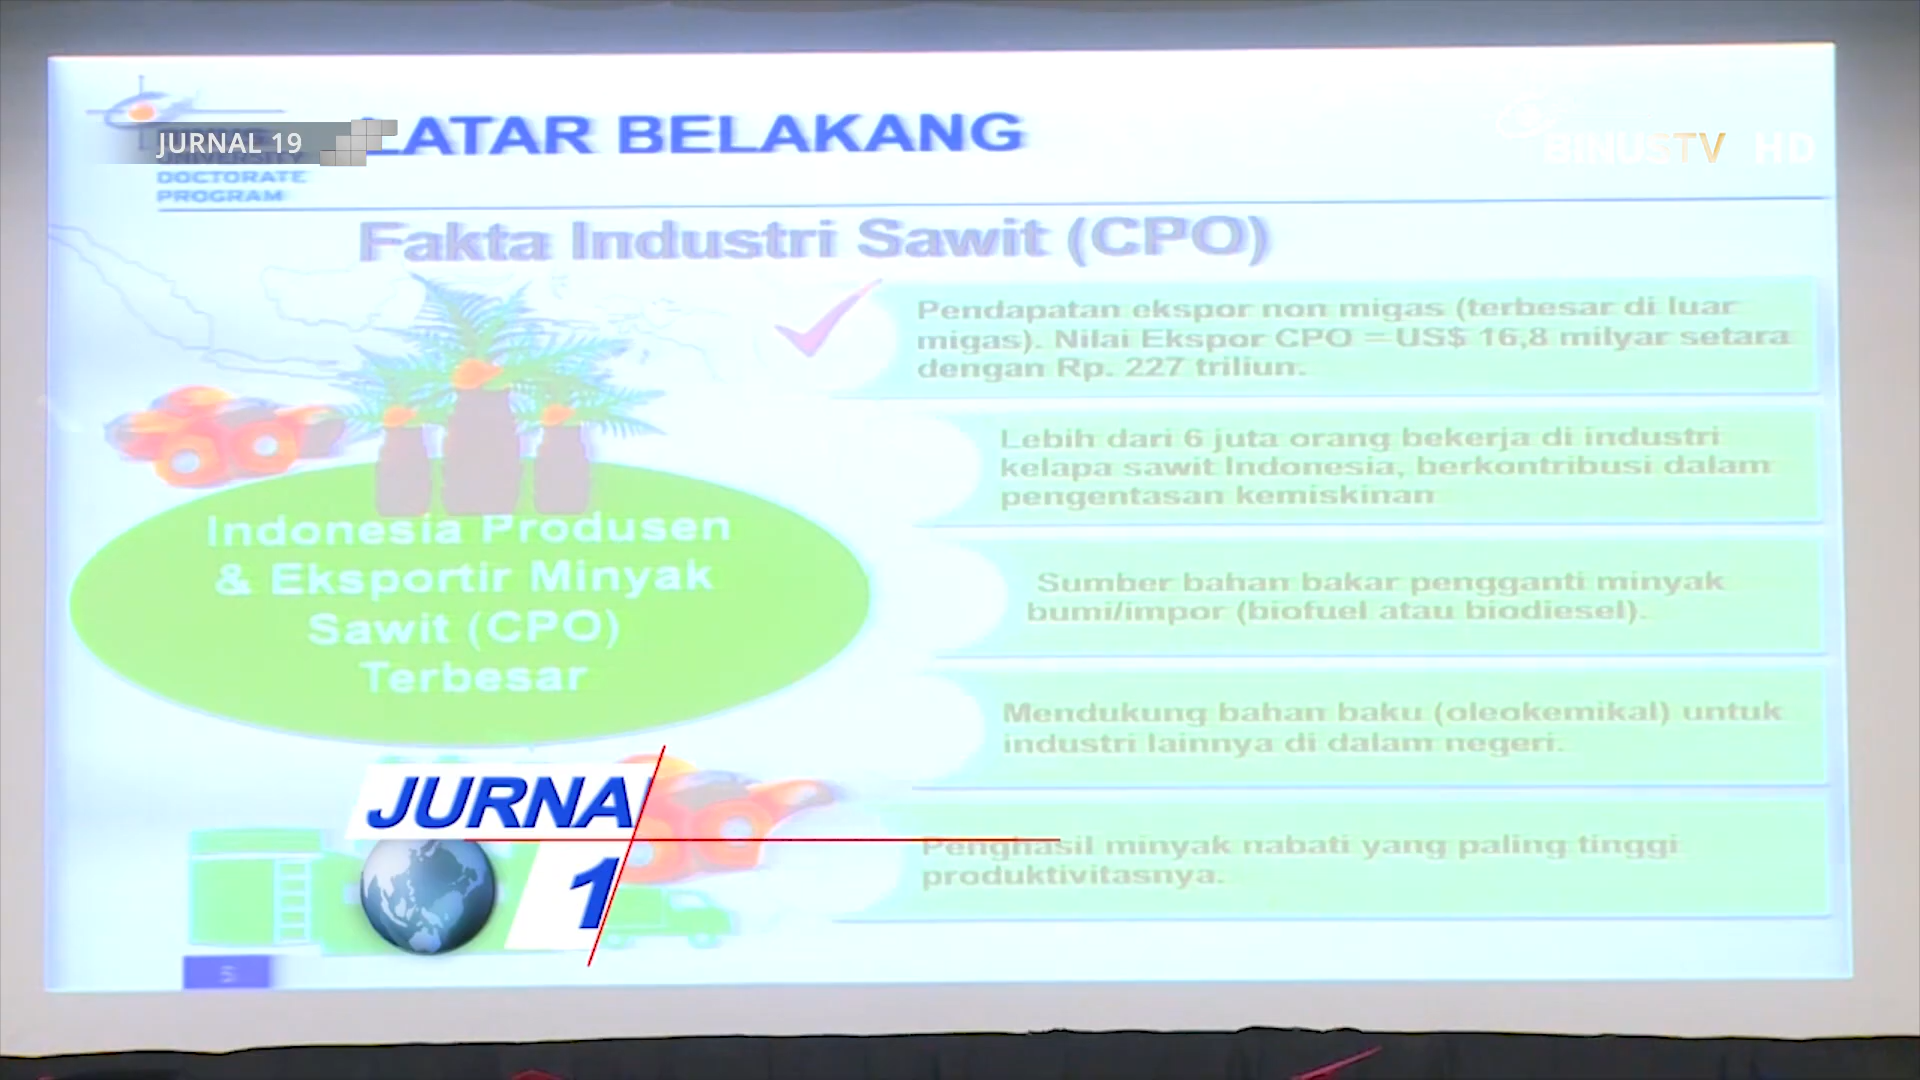 JURNAL 19
LATAR BELAKANG
BINUSTV HD
UNIVERSITY
DOCTORATE
PROGRAM
Fakta Industri Sawit (CPO)
Pendapatan ekspor non migas (terbesar di luar
migas). Nilai Ekspor CPO = US$ 16,8 milyar setara
dengan Rp. 227 triliun.
Lebih dari 6 juta orang bekerja di industri
kelapa sawit Indonesia, berkontribusi dalam
pengentasan kemiskinan
Indonesia Produsen
& Eksportir Minyak
Sawit (CPO)
Terbesar
Sumber bahan bakar pengganti minyak
bumi/impor (biofuel atau biodiesel).
Mendukung bahan baku (oleokemikal) untuk
industri lainnya di dalam negeri.
Penghasil minyak nabati yang paling tinggi
produktivitasnya.
JURNA
1